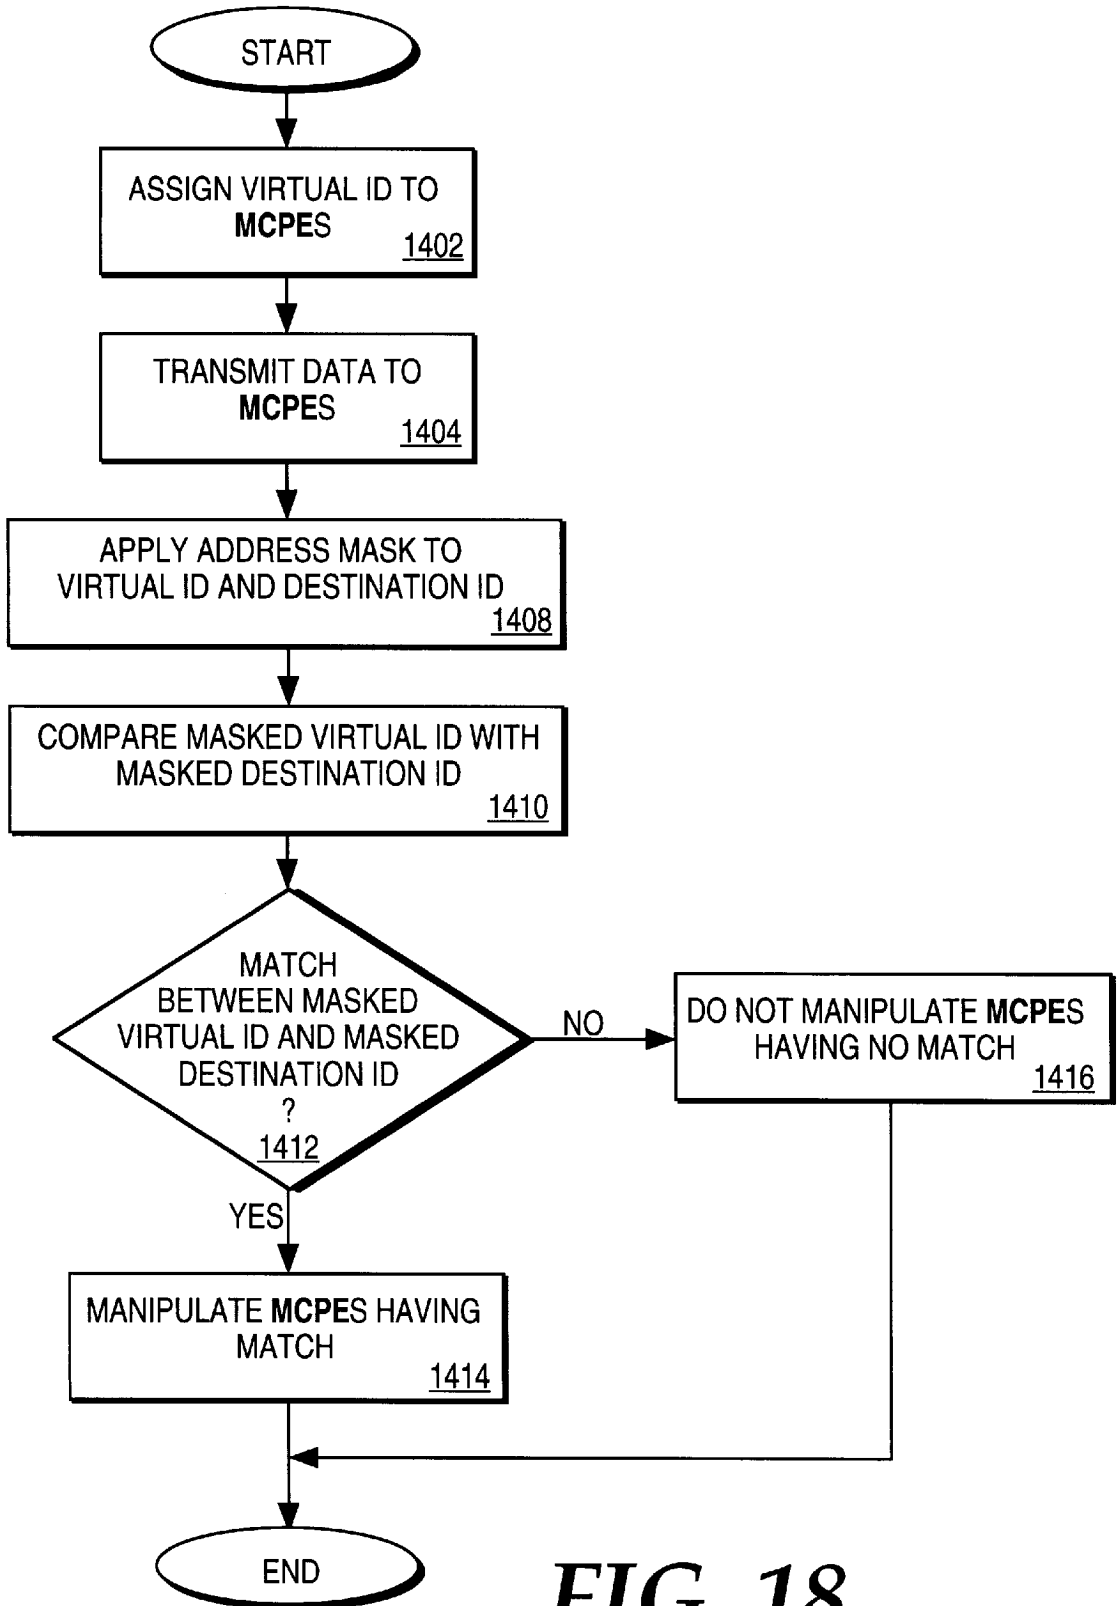 START
ASSIGN VIRTUAL ID TO
MCPES
1402
TRANSMIT DATA TO
MCPES
1404
APPLY ADDRESS MASK TO
VIRTUAL ID AND DESTINATION ID
1408
COMPARE MASKED VIRTUAL ID WITH
MASKED DESTINATION ID
1410
MATCH
BETWEEN MASKED
VIRTUAL ID AND MASKED
DESTINATION ID
?
1412
NO
DO NOT MANIPULATE MCPES
HAVING NO MATCH
1416
YES
MANIPULATE MCPES HAVING
MATCH
1414
END
FIG. 18